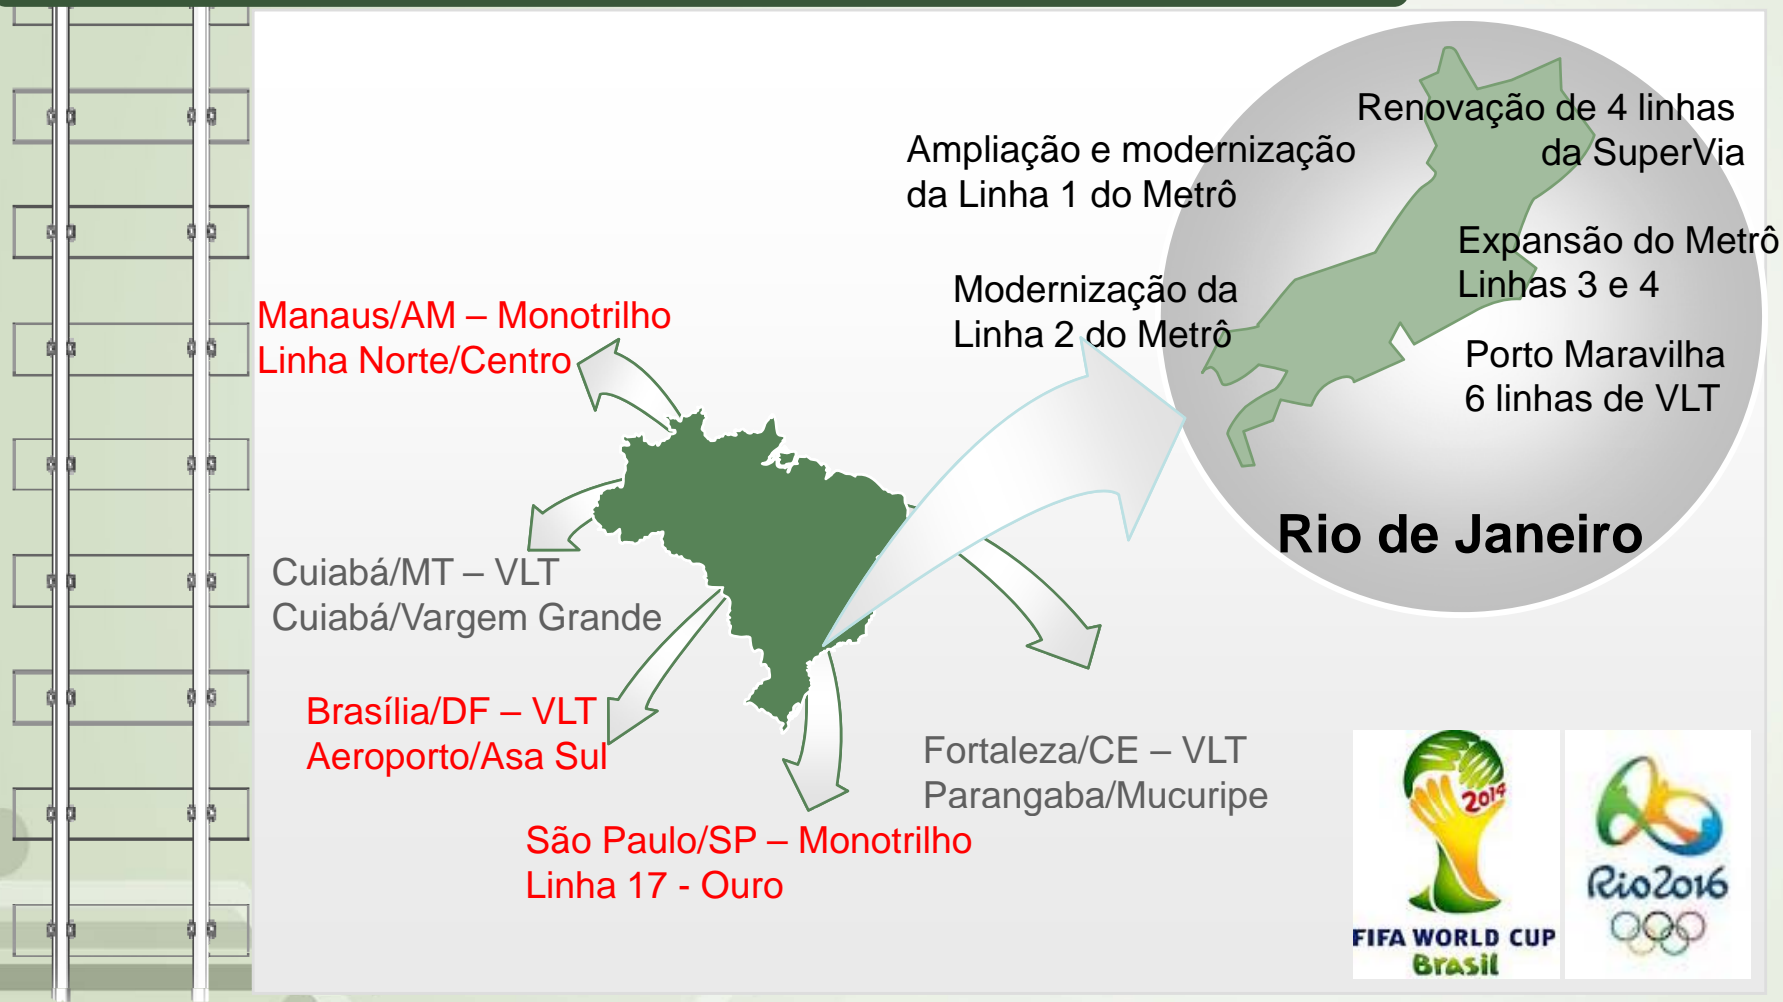 Renovação de 4 linhas
da SuperVia
Ampliação e modernização
da Linha 1 do Metrô
Expansão do Metrô
Linhas 3 e 4
Modernização da
Linha 2 do Metrô
Porto Maravilha
6 linhas de VLT
Rio de Janeiro
Manaus/AM – Monotrilho
Linha Norte/Centro
Cuiabá/MT – VLT
Cuiabá/Vargem Grande
Brasília/DF – VLT
Aeroporto/Asa Sul
Fortaleza/CE – VLT
Parangaba/Mucuripe
São Paulo/SP – Monotrilho
Linha 17 - Ouro
2014
FIFA WORLD CUP
Brasil
Rio2016